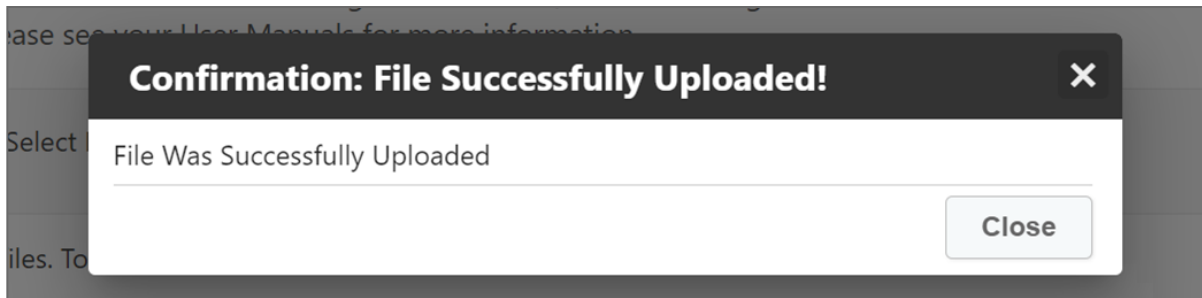 ease see your User Manuals for more information
Confirmation: File Successfully Uploaded!
Select
File Was Successfully Uploaded
Close
iles. To